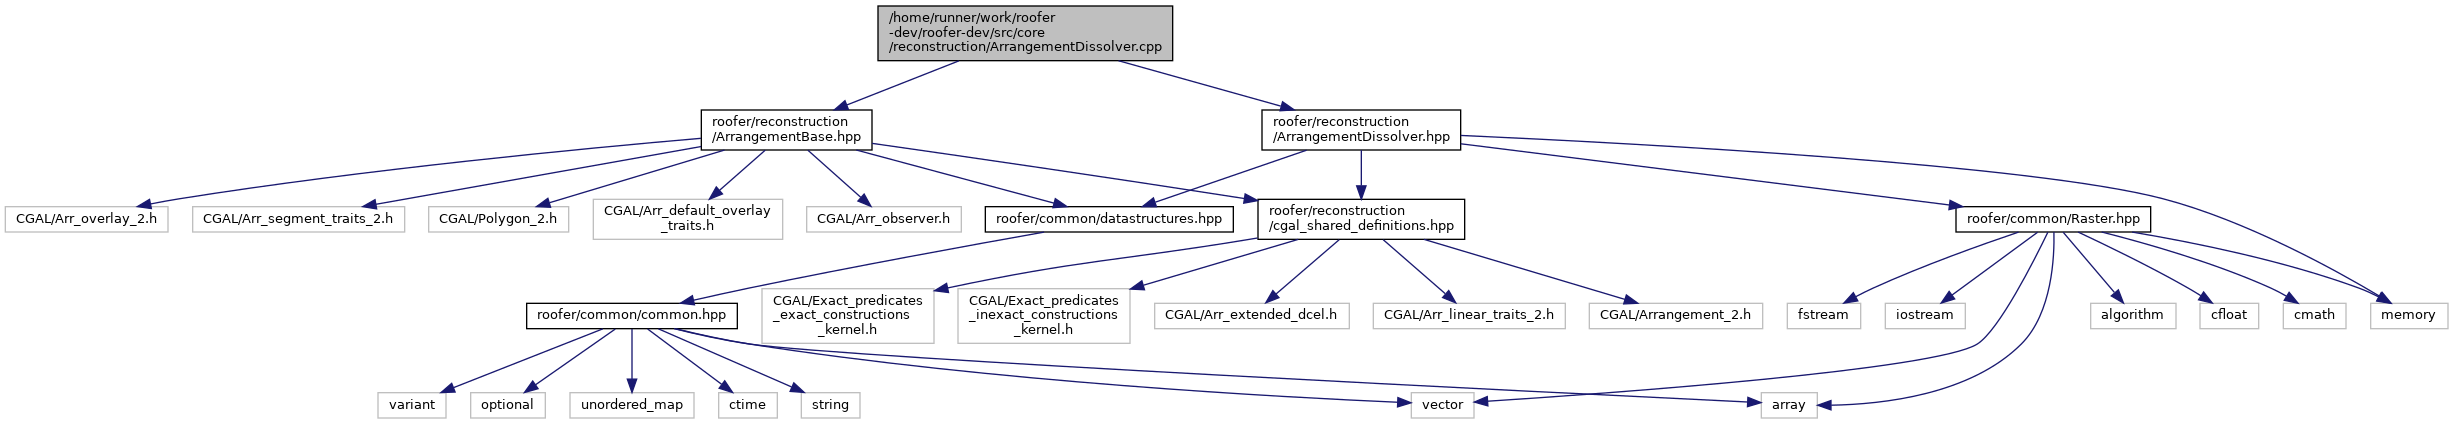 /home/runner/work/roofer
-dev/roofer-dev/src/core
/reconstruction/ArrangementDissolver.cpp
roofer/reconstruction
/ArrangementBase.hpp
roofer/reconstruction
/ArrangementDissolver.hpp
CGAL/Arr_overlay_2.h
CGAL/Arr_segment_traits_2.h
CGAL/Polygon_2.h
CGAL/Arr_default_overlay
_traits.h
CGAL/Arr_observer.h
roofer/common/datastructures.hpp
roofer/reconstruction
/cgal_shared_definitions.hpp
roofer/common/Raster.hpp
roofer/common/common.hpp
CGAL/Exact_predicates
_exact_constructions
_kernel.h
CGAL/Exact_predicates
_inexact_constructions
_kernel.h
CGAL/Arr_extended_dcel.h
CGAL/Arr_linear_traits_2.h
CGAL/Arrangement_2.h
fstream
iostream
algorithm
cfloat
cmath
memory
variant
optional
unordered_map
ctime
string
vector
array